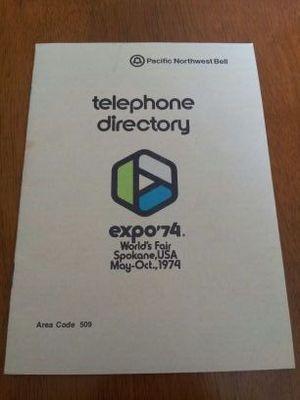 Pacific Northwest Bell
telephone
directory
expo'74®
World's Fair
Spokane,USA
May-Oct.,1974
Area Code 509